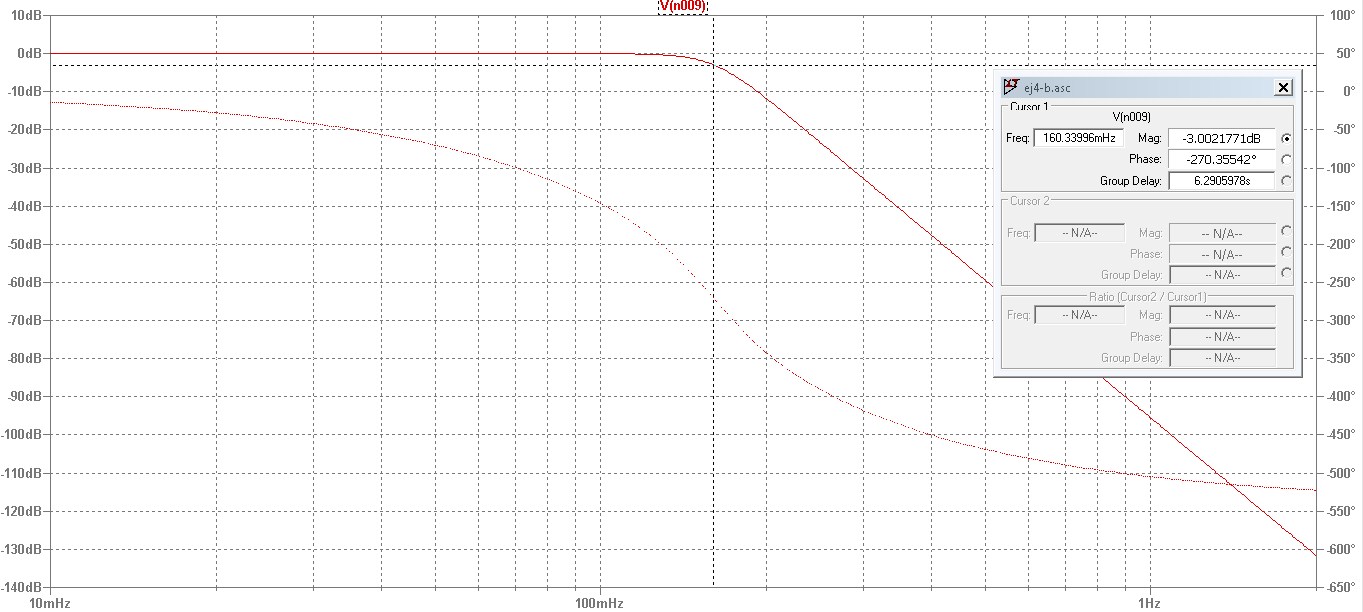 V(n009)
10dB
0dB
-10dB
-20dB
-30dB
-40dB
-50dB
-60dB
-70dB
-80dB
-90dB
-100dB
-110dB
-120dB
-130dB
-140dB
10mHz 100mHz 1Hz
100°
50°
0°
-50°
-100°
-150°
-200°
-250°
-300°
-350°
-400°
-450°
-500°
-550°
-600°
-650°
ej4-b.asc
Cursor 1
V(n009)
Freq: 160.33996mHz Mag: -3.0021771dB
Phase: -270.35542°
Group Delay: 6.2905978s
Cursor 2
Freq: -- N/A-- Mag: -- N/A--
Phase: -- N/A--
Group Delay: -- N/A--
Ratio (Cursor2 / Cursor1)
Freq: -- N/A-- Mag: -- N/A--
Phase: -- N/A--
Group Delay: -- N/A--